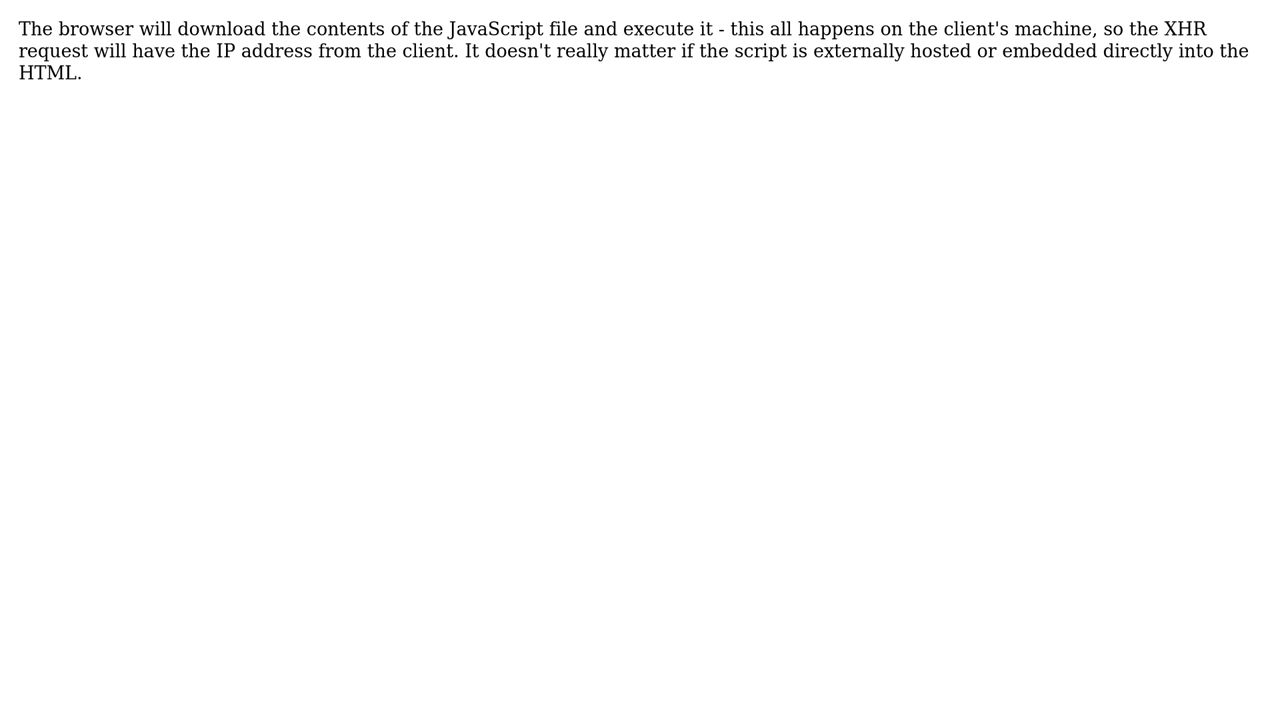 The browser will download the contents of the JavaScript file and execute it - this all happens on the client's machine, so the XHR
request will have the IP address from the client. It doesn't really matter if the script is externally hosted or embedded directly into the
HTML.